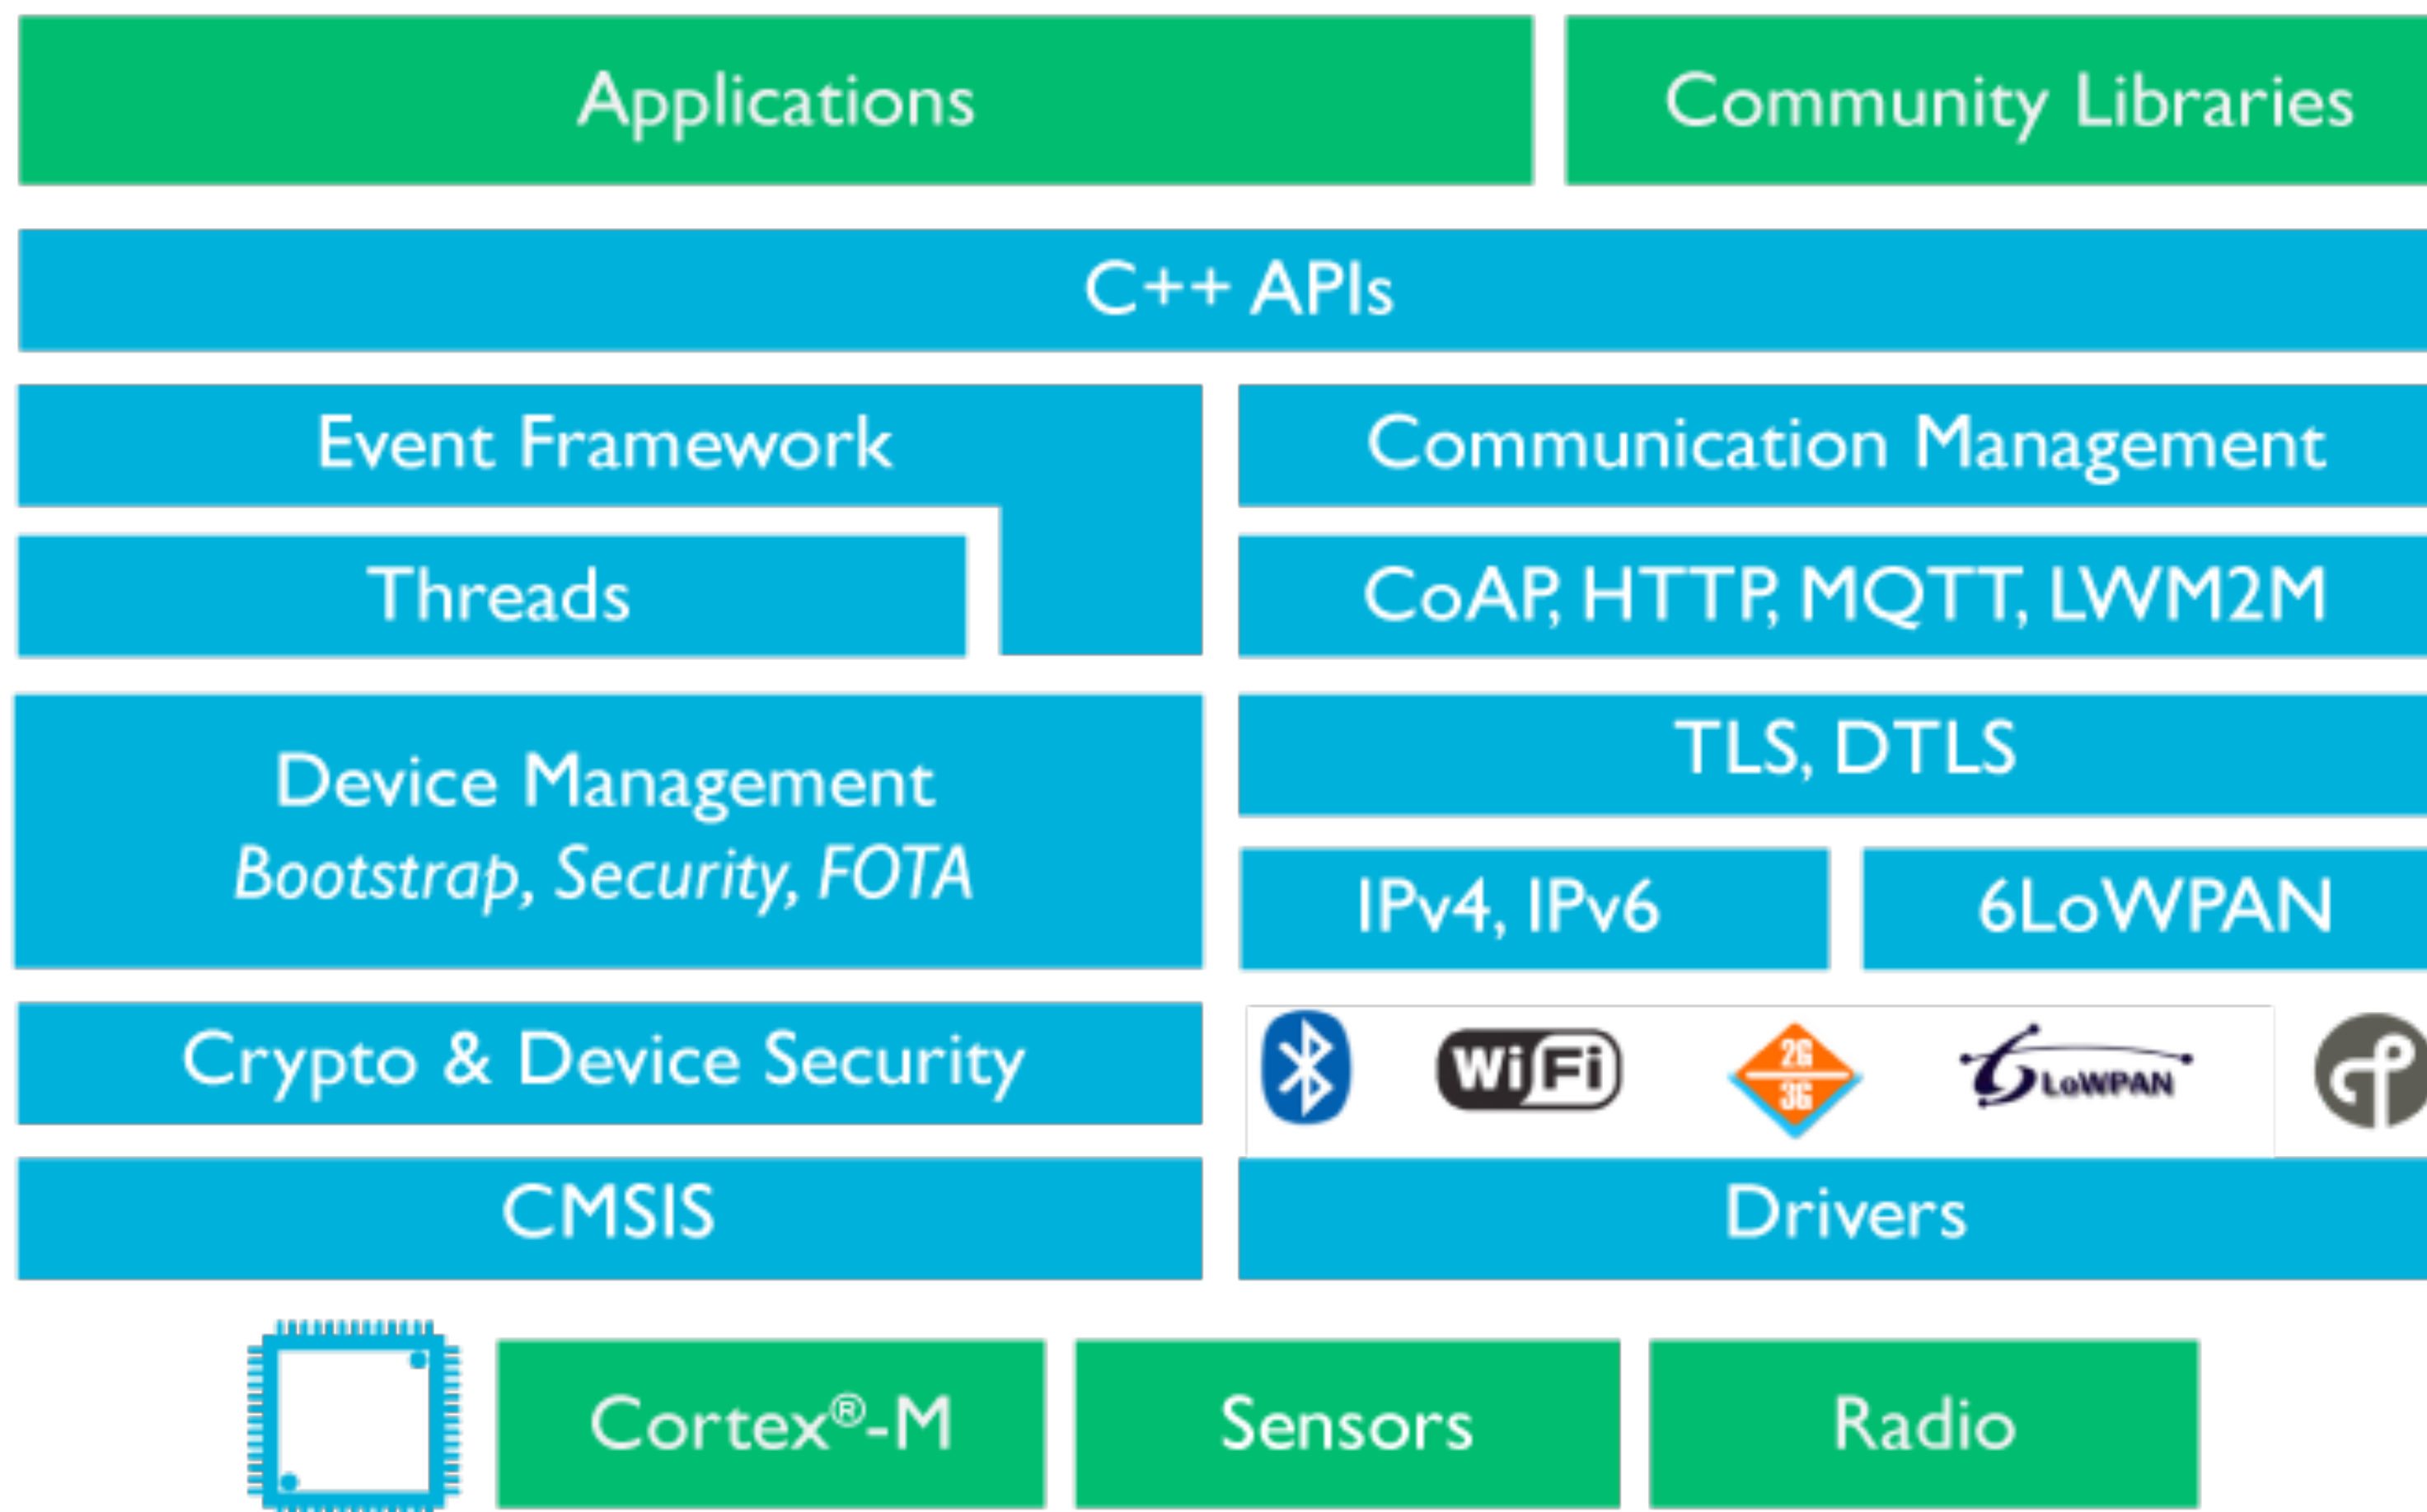 Applications
Community Libraries
C++ APIs
Event Framework
Communication Management
Threads
CoAP, HTTP, MQTT, LWM2M
Device Management
Bootstrap, Security, FOTA
TLS, DTLS
IPv4, IPv6
6LoWPAN
Crypto & Device Security
WiFi
2G
3G
6LoWPAN
CMSIS
Drivers
Cortex®-M
Sensors
Radio